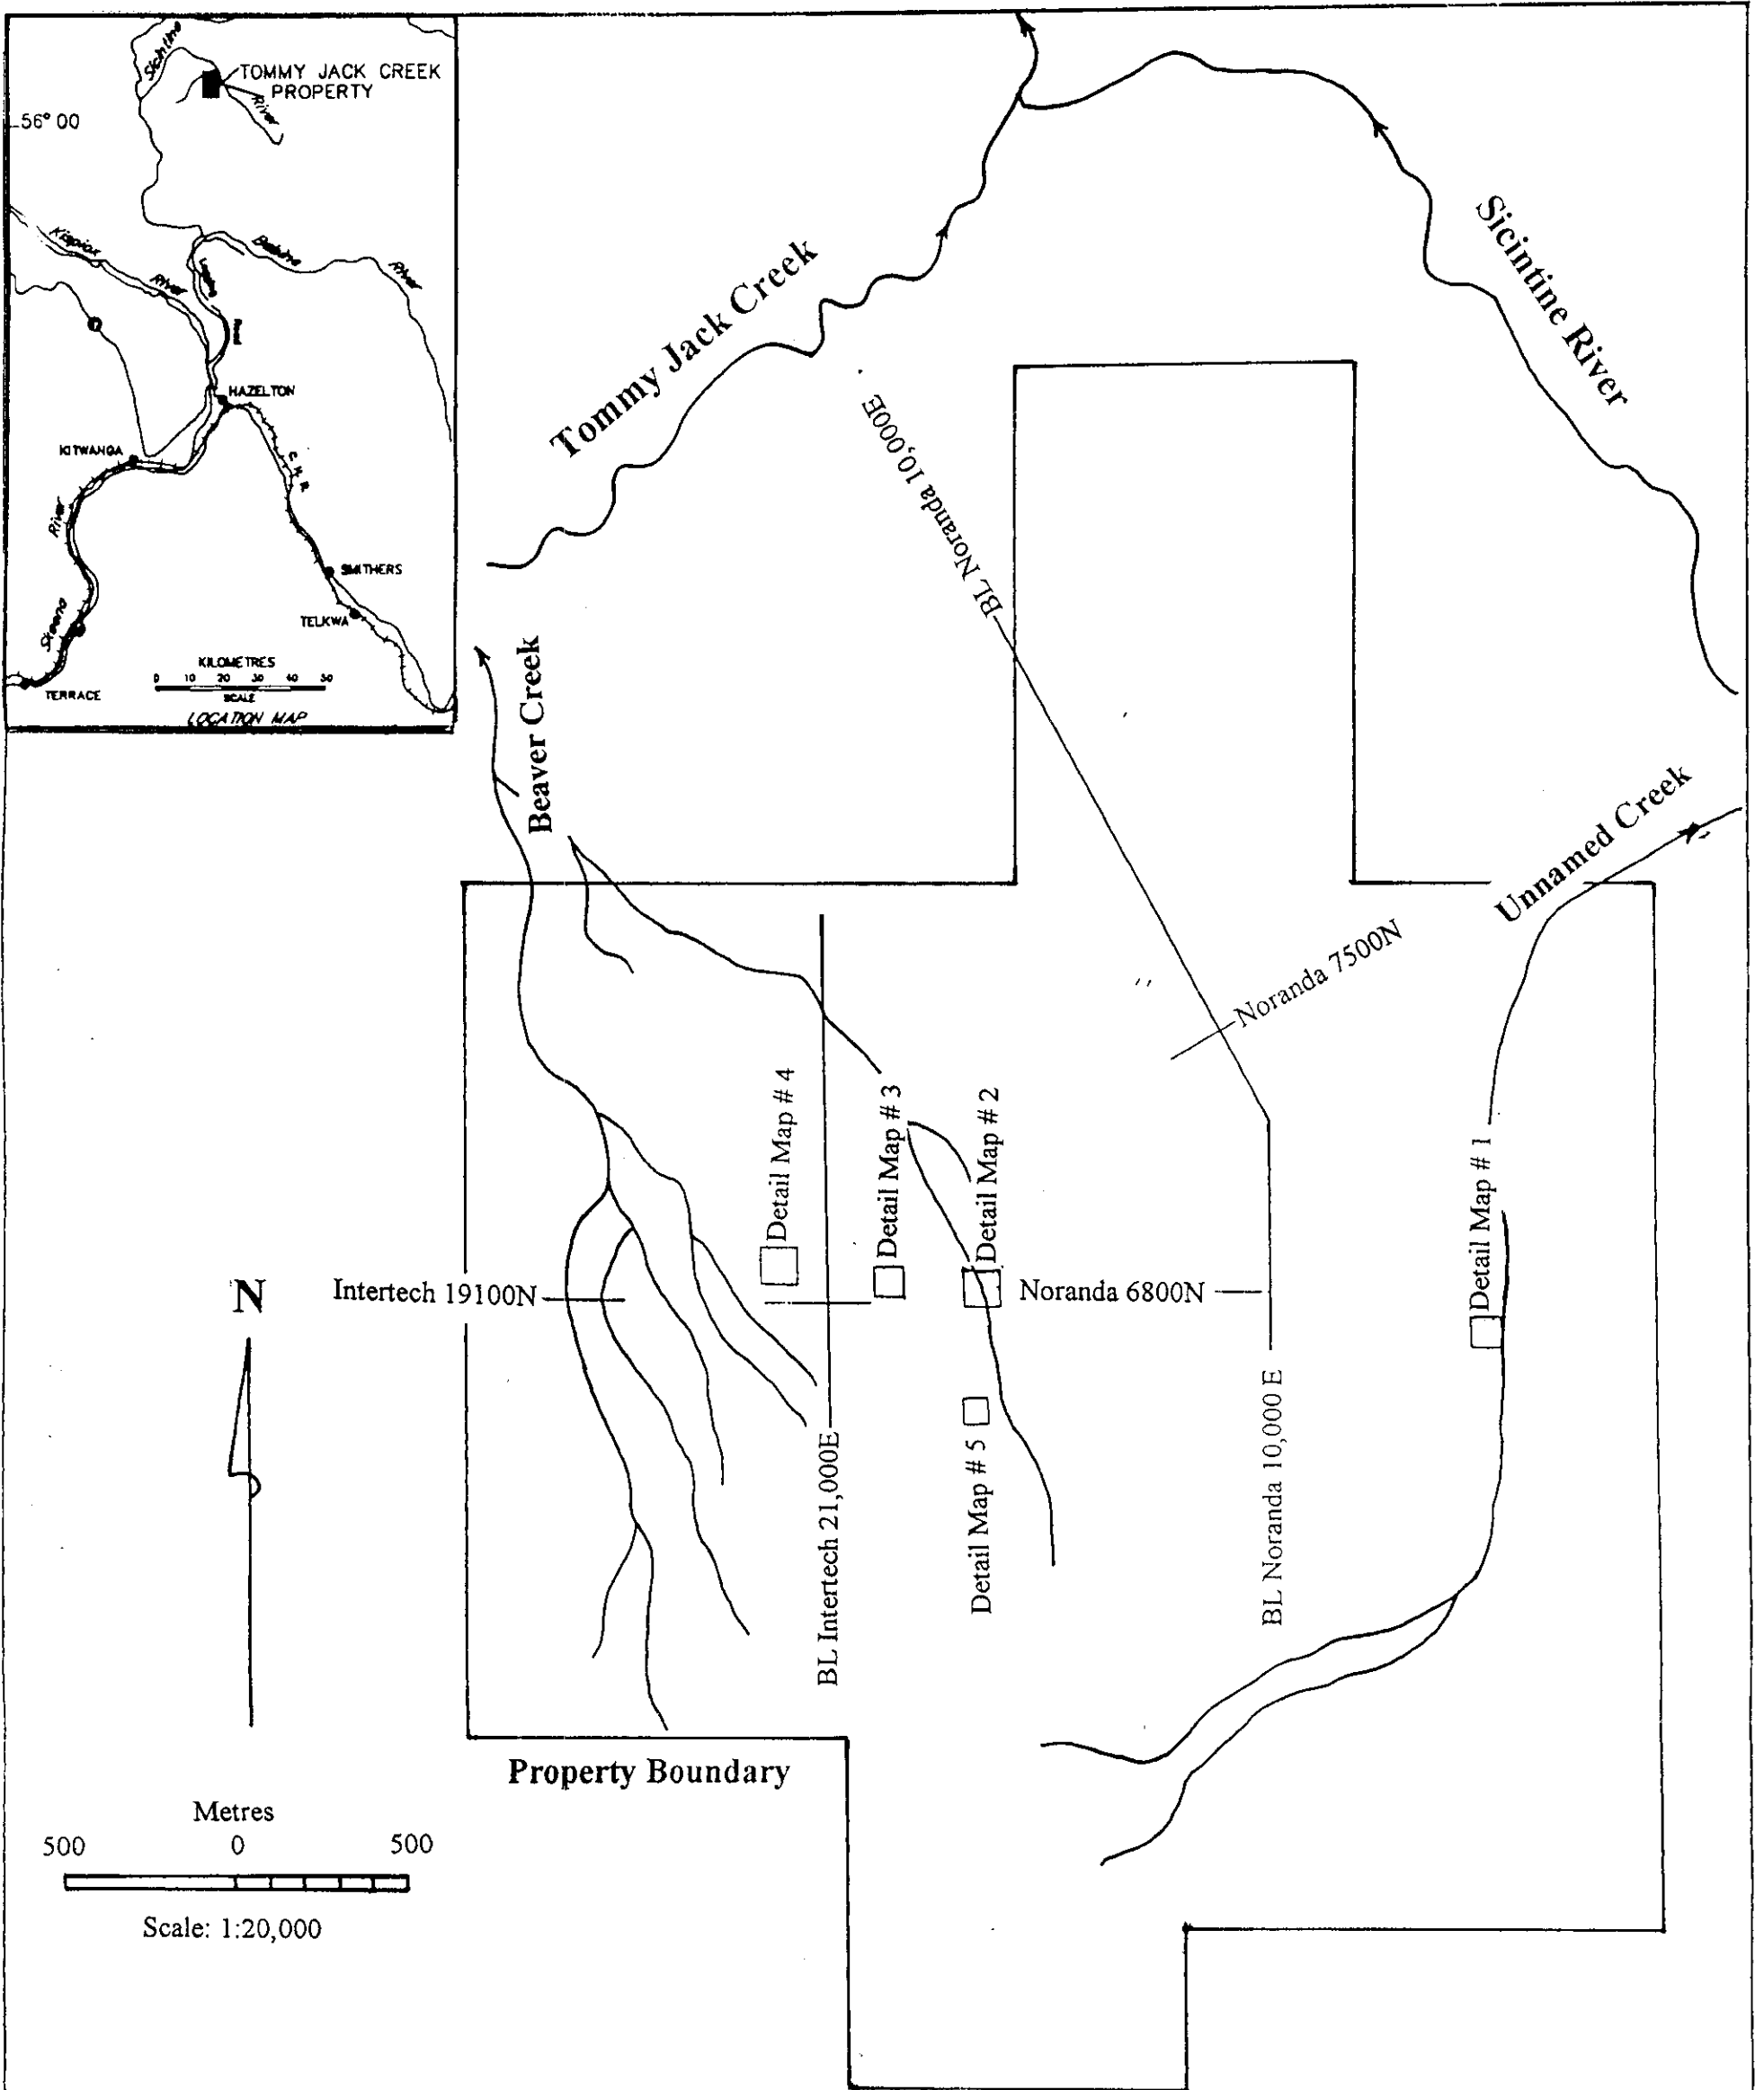 Sicintine
TOMMY JACK CREEK
PROPERTY
River
56° 00
Kispiox
River
Babine
River
Road
HAZELTON
KITWANGA
C.N.R.
River
SMITHERS
TELKWA
Skeena
KILOMETRES
0 10 20 30 40 50
SCALE
TERRACE
LOCATION MAP
Tommy Jack Creek
Sicintine River
BL Noranda 10,000E
Beaver Creek
Unnamed Creek
Noranda 7500N
Detail Map # 4
Detail Map # 3
Detail Map # 2
Detail Map # 1
N
Intertech 19100N
Noranda 6800N
BL Intertech 21,000E
Detail Map # 5
BL Noranda 10,000 E
Property Boundary
Metres
500 0 500
Scale: 1:20,000